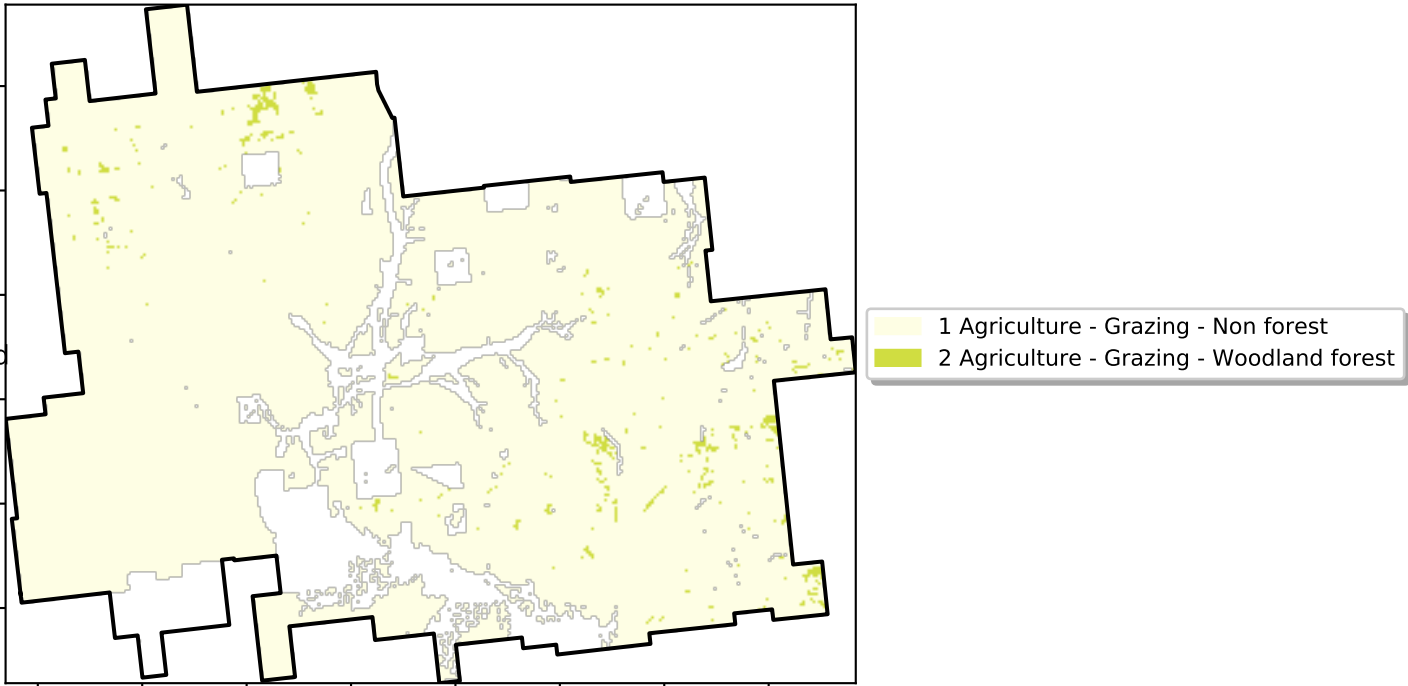 1 Agriculture - Grazing - Non forest
2 Agriculture - Grazing - Woodland forest